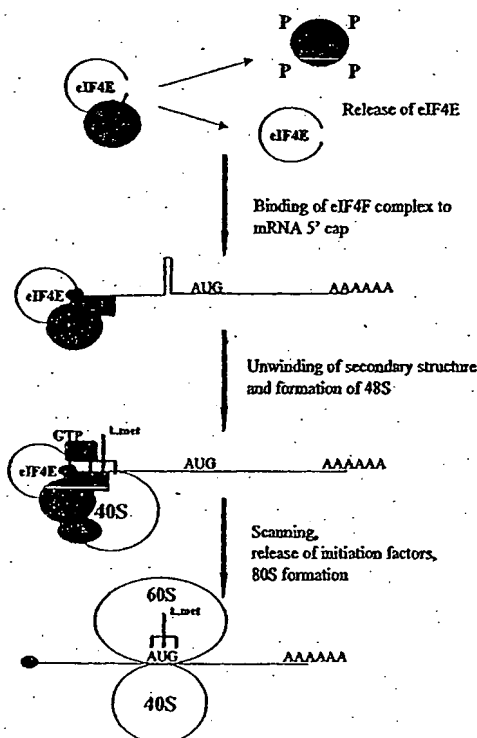 P P
eIF4E
P P
Release of eIF4E
eIF4E
Binding of eIF4F complex to
mRNA 5' cap
AUG
AAAAAA
eIF4E
Unwinding of secondary structure
and formation of 48S
GTP
eIF4E
AUG
AAAAAA
40S
Scanning,
release of initiation factors,
80S formation
60S
AUG
AAAAAA
40S